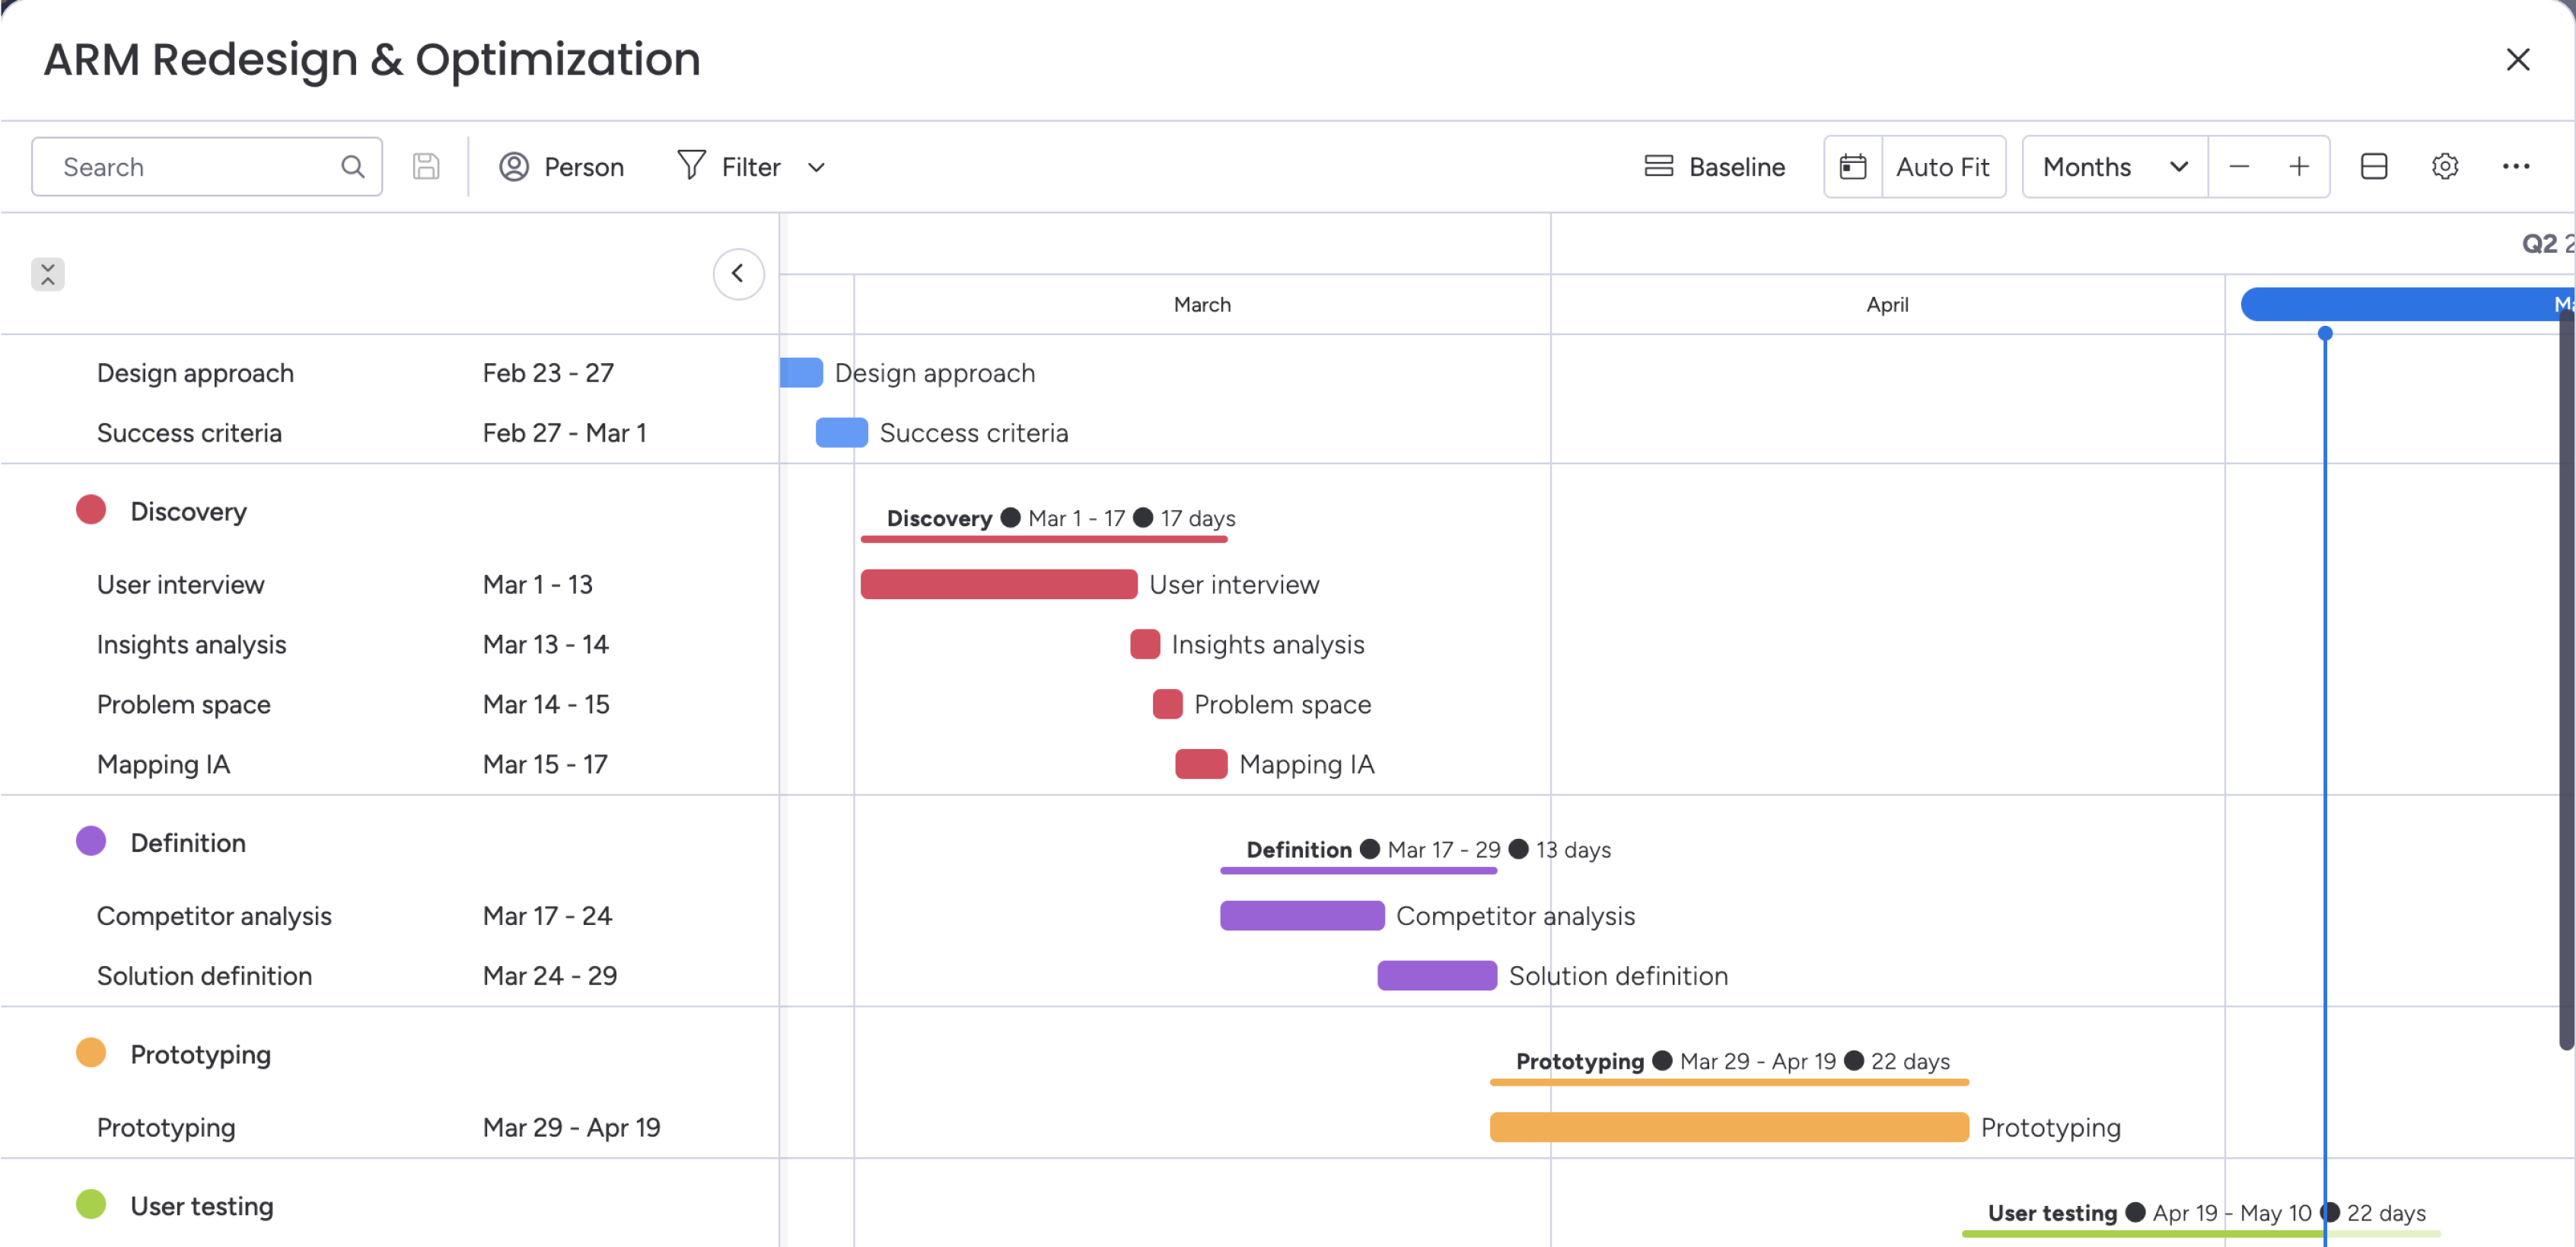 ARM Redesign & Optimization
Search
Person
Filter
Baseline
Auto Fit
Months
Q2 2
March
April
Ma
Design approach Feb 23 - 27 Design approach
Success criteria Feb 27 - Mar 1 Success criteria
Discovery
Discovery ● Mar 1 - 17 ● 17 days
User interview Mar 1 - 13 User interview
Insights analysis Mar 13 - 14 Insights analysis
Problem space Mar 14 - 15 Problem space
Mapping IA Mar 15 - 17 Mapping IA
Definition
Definition ● Mar 17 - 29 ● 13 days
Competitor analysis Mar 17 - 24 Competitor analysis
Solution definition Mar 24 - 29 Solution definition
Prototyping
Prototyping ● Mar 29 - Apr 19 ● 22 days
Prototyping Mar 29 - Apr 19 Prototyping
User testing
User testing ● Apr 19 - May 10 ● 22 days